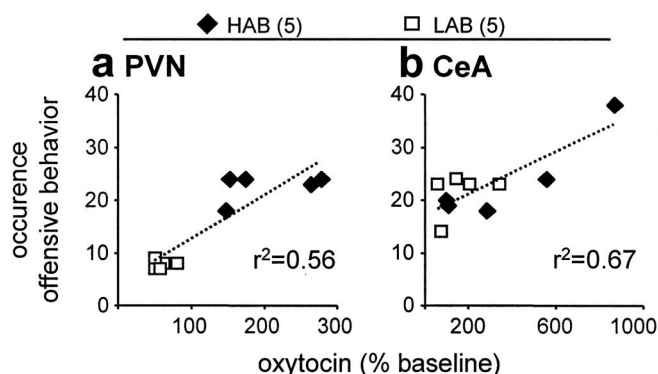 HAB (5) LAB (5)
a PVN
b CeA
occurence
offensive behavior
40
30
20
10
0
r²=0.56
100 200 300
40
30
20
10
0
r²=0.67
200 600 1000
oxytocin (% baseline)